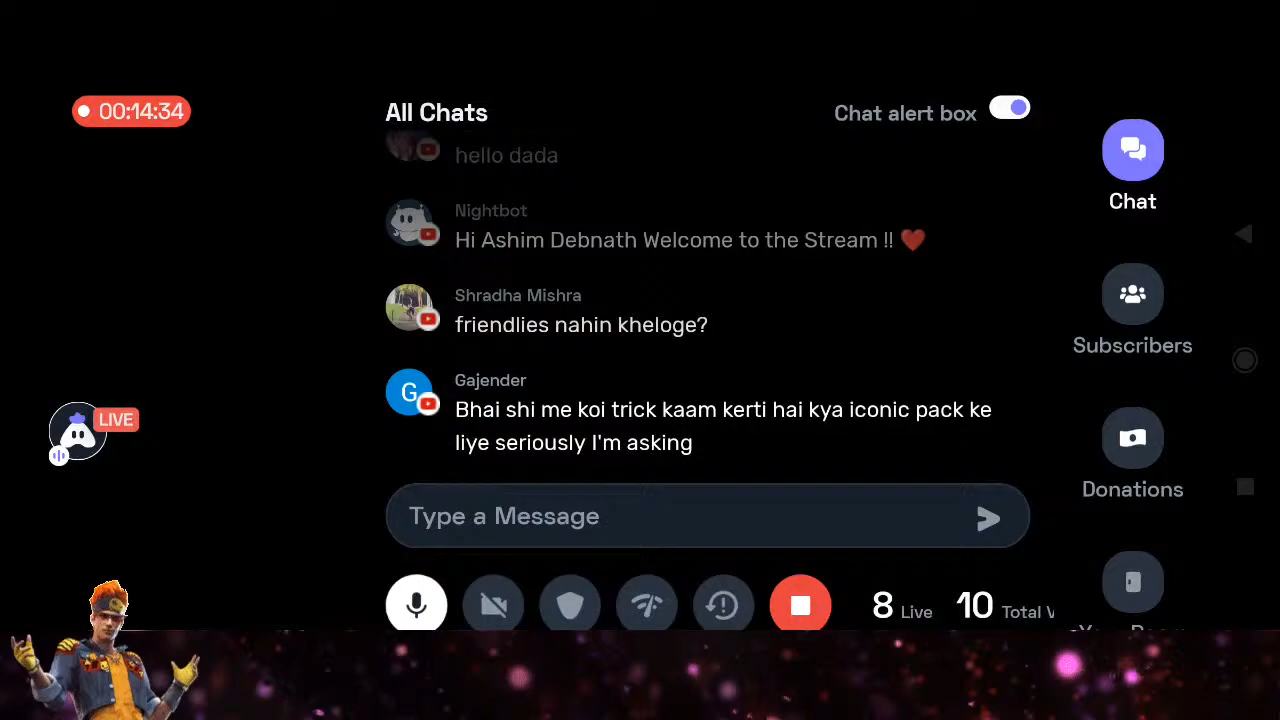 00:14:34
All Chats
Chat alert box
hello dada
Nightbot
Hi Ashim Debnath Welcome to the Stream !! ❤️
Shradha Mishra
friendlies nahin kheloge?
G
Gajender
Bhai shi me koi trick kaam kerti hai kya iconic pack ke
liye seriously I'm asking
Type a Message
8 Live
10 Total V
LIVE
Chat
Subscribers
Donations